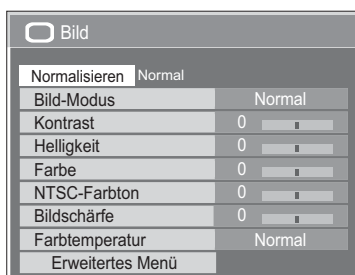 Bild
Normalisieren Normal
Bild-Modus Normal
Kontrast 0
Helligkeit 0
Farbe 0
NTSC-Farbton 0
Bildschärfe 0
Farbtemperatur Normal
Erweitertes Menü